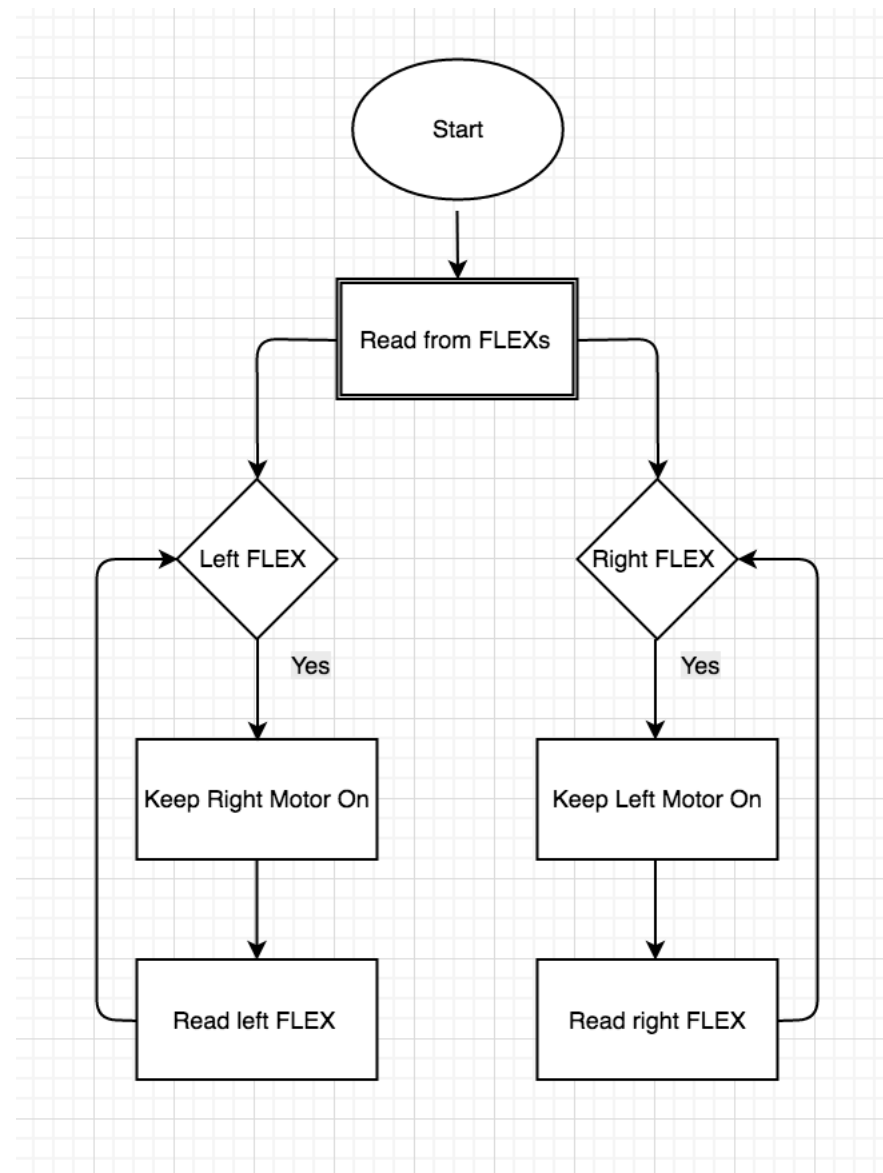 Start
Read from FLEXs
Left FLEX
Right FLEX
Yes
Yes
Keep Right Motor On
Keep Left Motor On
Read left FLEX
Read right FLEX